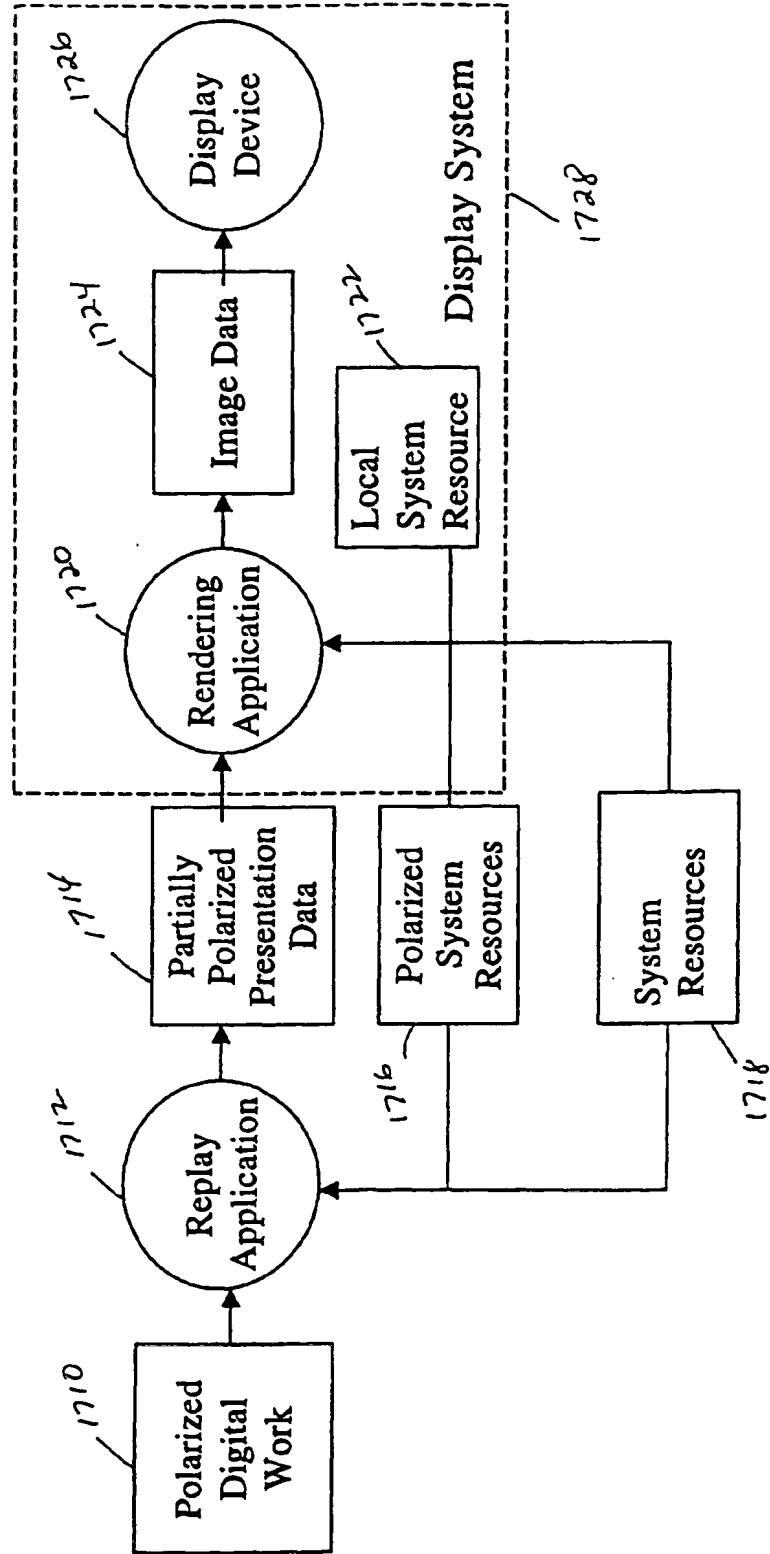 1710
Polarized
Digital
Work
1712
Replay
Application
1714
Partially
Polarized
Presentation
Data
1716
Polarized
System
Resources
1718
System
Resources
1720
Rendering
Application
1722
Local
System
Resource
1724
Image Data
1726
Display
Device
Display System
1728